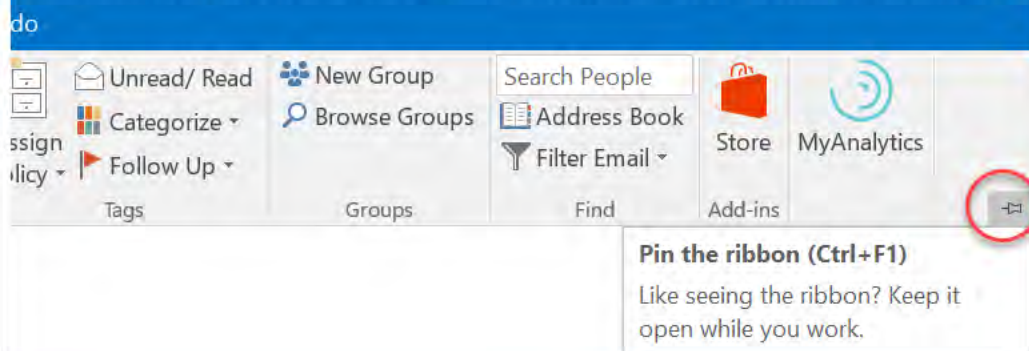 do
Unread/ Read
Categorize
Follow Up
ssign
licy
Tags
New Group
Browse Groups
Groups
Search People
Address Book
Filter Email
Find
Store
Add-ins
MyAnalytics
Pin the ribbon (Ctrl+F1)
Like seeing the ribbon? Keep it
open while you work.